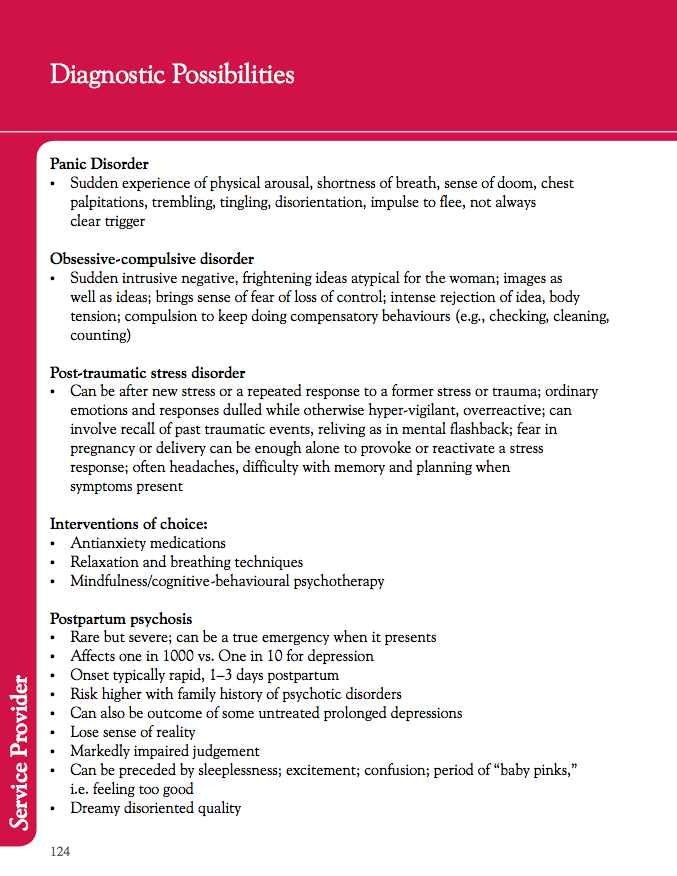 Diagnostic Possibilities
Panic Disorder
• Sudden experience of physical arousal, shortness of breath, sense of doom, chest
palpitations, trembling, tingling, disorientation, impulse to flee, not always
clear trigger
Obsessive-compulsive disorder
• Sudden intrusive negative, frightening ideas atypical for the woman; images as
well as ideas; brings sense of fear of loss of control; intense rejection of idea, body
tension; compulsion to keep doing compensatory behaviours (e.g., checking, cleaning,
counting)
Post-traumatic stress disorder
• Can be after new stress or a repeated response to a former stress or trauma; ordinary
emotions and responses dulled while otherwise hyper-vigilant, overreactive; can
involve recall of past traumatic events, reliving as in mental flashback; fear in
pregnancy or delivery can be enough alone to provoke or reactivate a stress
response; often headaches, difficulty with memory and planning when
symptoms present
Interventions of choice:
• Antianxiety medications
• Relaxation and breathing techniques
• Mindfulness/cognitive-behavioural psychotherapy
Postpartum psychosis
• Rare but severe; can be a true emergency when it presents
• Affects one in 1000 vs. One in 10 for depression
• Onset typically rapid, 1–3 days postpartum
• Risk higher with family history of psychotic disorders
• Can also be outcome of some untreated prolonged depressions
• Lose sense of reality
• Markedly impaired judgement
• Can be preceded by sleeplessness; excitement; confusion; period of “baby pinks,”
i.e. feeling too good
• Dreamy disoriented quality
Service Provider
124